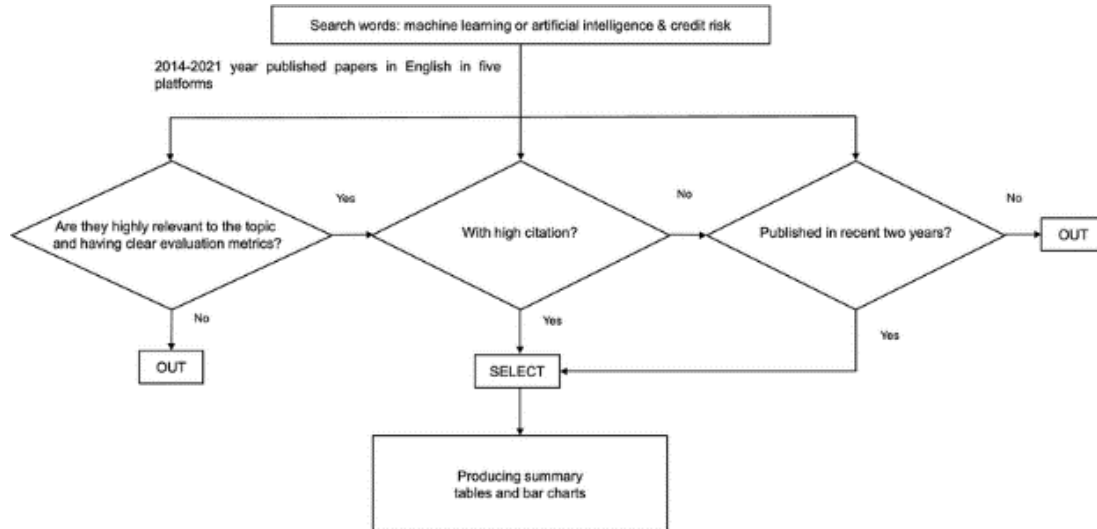 Search words: machine learning or artificial intelligence & credit risk
2014-2021 year published papers in English in five
platforms
Yes
No
No
Are they highly relevant to the topic
and having clear evaluation metrics?
With high citation?
Published in recent two years?
OUT
No
Yes
Yes
OUT
SELECT
Producing summary
tables and bar charts